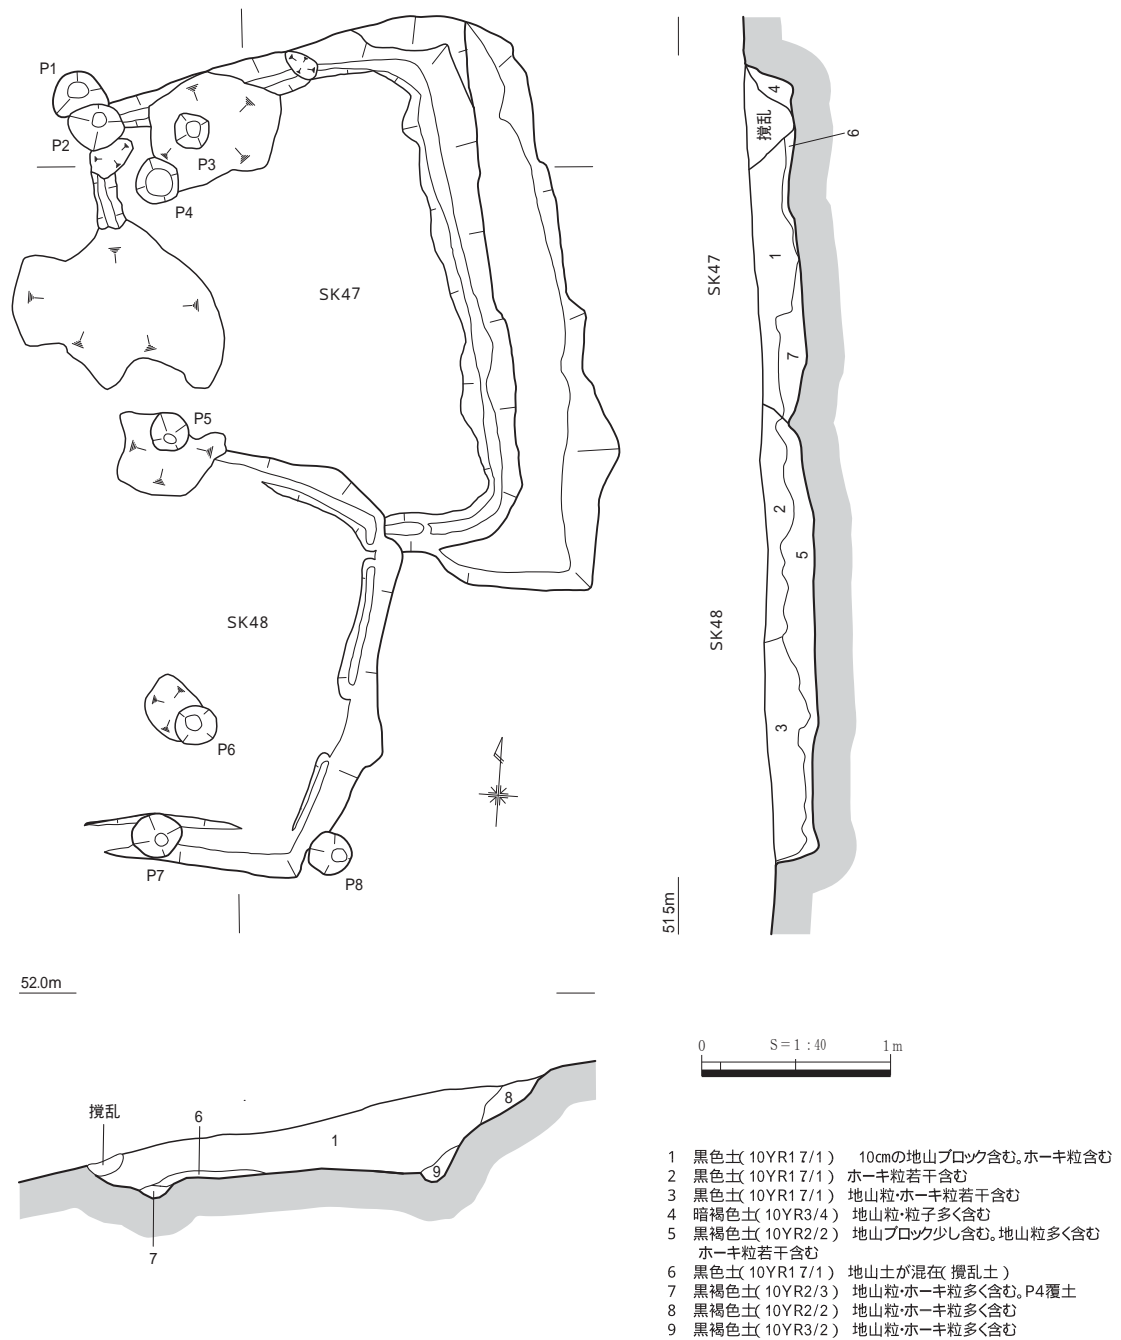 P1
P2
P3
P4
SK47
P5
SK48
P6
P7
P8
4
撹乱
6
1
SK47
7
2
5
SK48
3
51 5m
52.0m
撹乱
6
1
8
9
7
0 S=1:40 1m
1 黒色土(10YR1 7/1) 10cmの地山ブロック含む。ホーキ粒含む
2 黒色土(10YR1 7/1) ホーキ粒若干含む
3 黒色土(10YR1 7/1) 地山粒・ホーキ粒若干含む
4 暗褐色土(10YR3/4) 地山粒・粒子多く含む
5 黒褐色土(10YR2/2) 地山ブロック少し含む。地山粒多く含む
ホーキ粒若干含む
6 黒色土(10YR1 7/1) 地山土が混在(攪乱土)
7 黒褐色土(10YR2/3) 地山粒・ホーキ粒多く含む。P4覆土
8 黒褐色土(10YR2/2) 地山粒・ホーキ粒多く含む
9 黒褐色土(10YR3/2) 地山粒・ホーキ粒多く含む